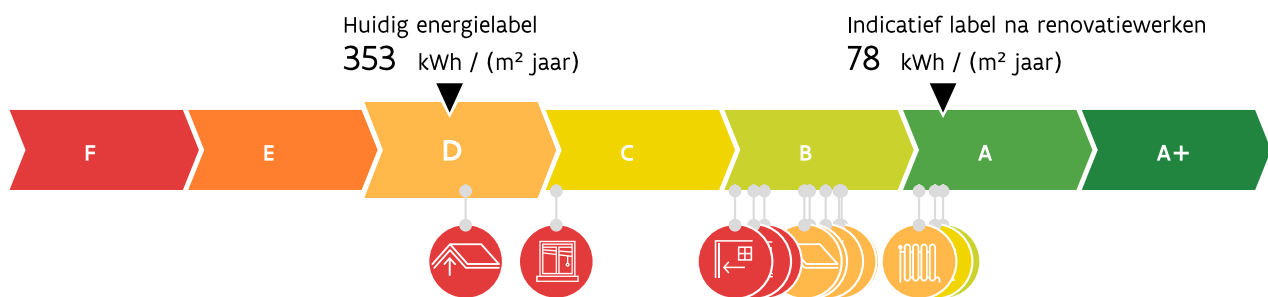 Huidig energielabel
353 kWh / (m² jaar)
Indicatief label na renovatiewerken
78 kWh / (m² jaar)
F E D C B A A+